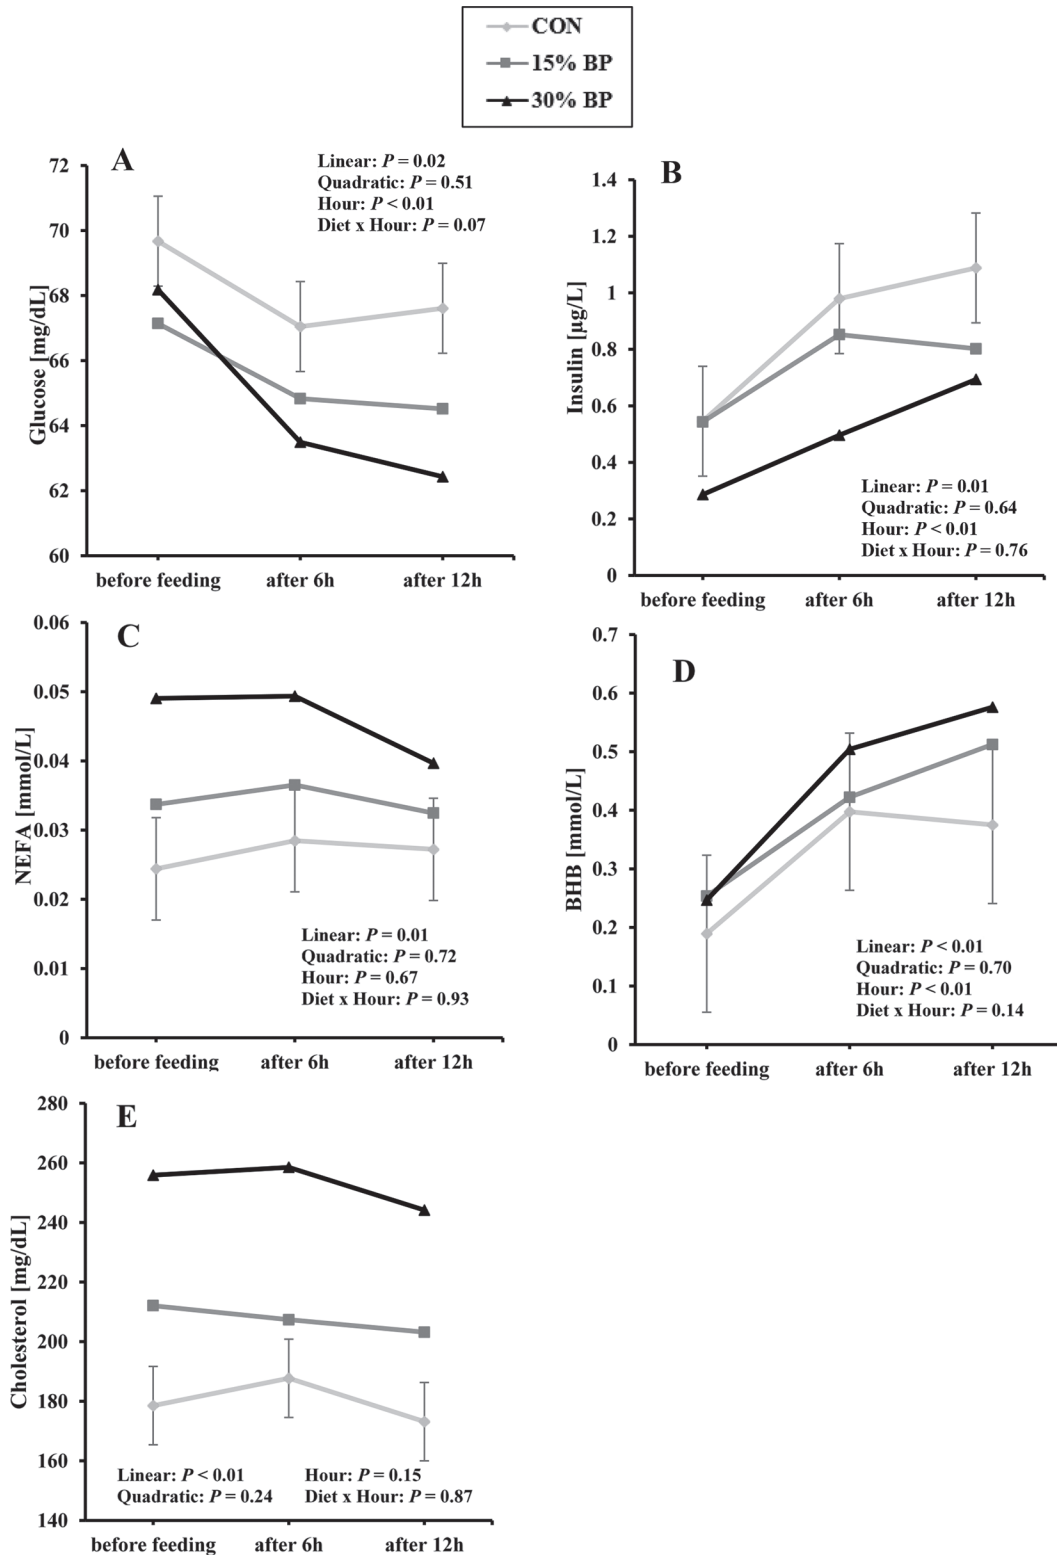 CON
15% BP
30% BP
A
Linear: P = 0.02
Quadratic: P = 0.51
Hour: P < 0.01
Diet x Hour: P = 0.07
Glucose [mg/dL]
72
70
68
66
64
62
60
before feeding after 6h after 12h
B
Insulin [µg/L]
1.4
1.2
1
0.8
0.6
0.4
0.2
0
Linear: P = 0.01
Quadratic: P = 0.64
Hour: P < 0.01
Diet x Hour: P = 0.76
before feeding after 6h after 12h
C
NEFA [mmol/L]
0.06
0.05
0.04
0.03
0.02
0.01
0
Linear: P = 0.01
Quadratic: P = 0.72
Hour: P = 0.67
Diet x Hour: P = 0.93
before feeding after 6h after 12h
D
BHB [mmol/L]
0.7
0.6
0.5
0.4
0.3
0.2
0.1
0
Linear: P < 0.01
Quadratic: P = 0.70
Hour: P < 0.01
Diet x Hour: P = 0.14
before feeding after 6h after 12h
E
Cholesterol [mg/dL]
280
260
240
220
200
180
160
140
Linear: P < 0.01 Hour: P = 0.15
Quadratic: P = 0.24 Diet x Hour: P = 0.87
before feeding after 6h after 12h